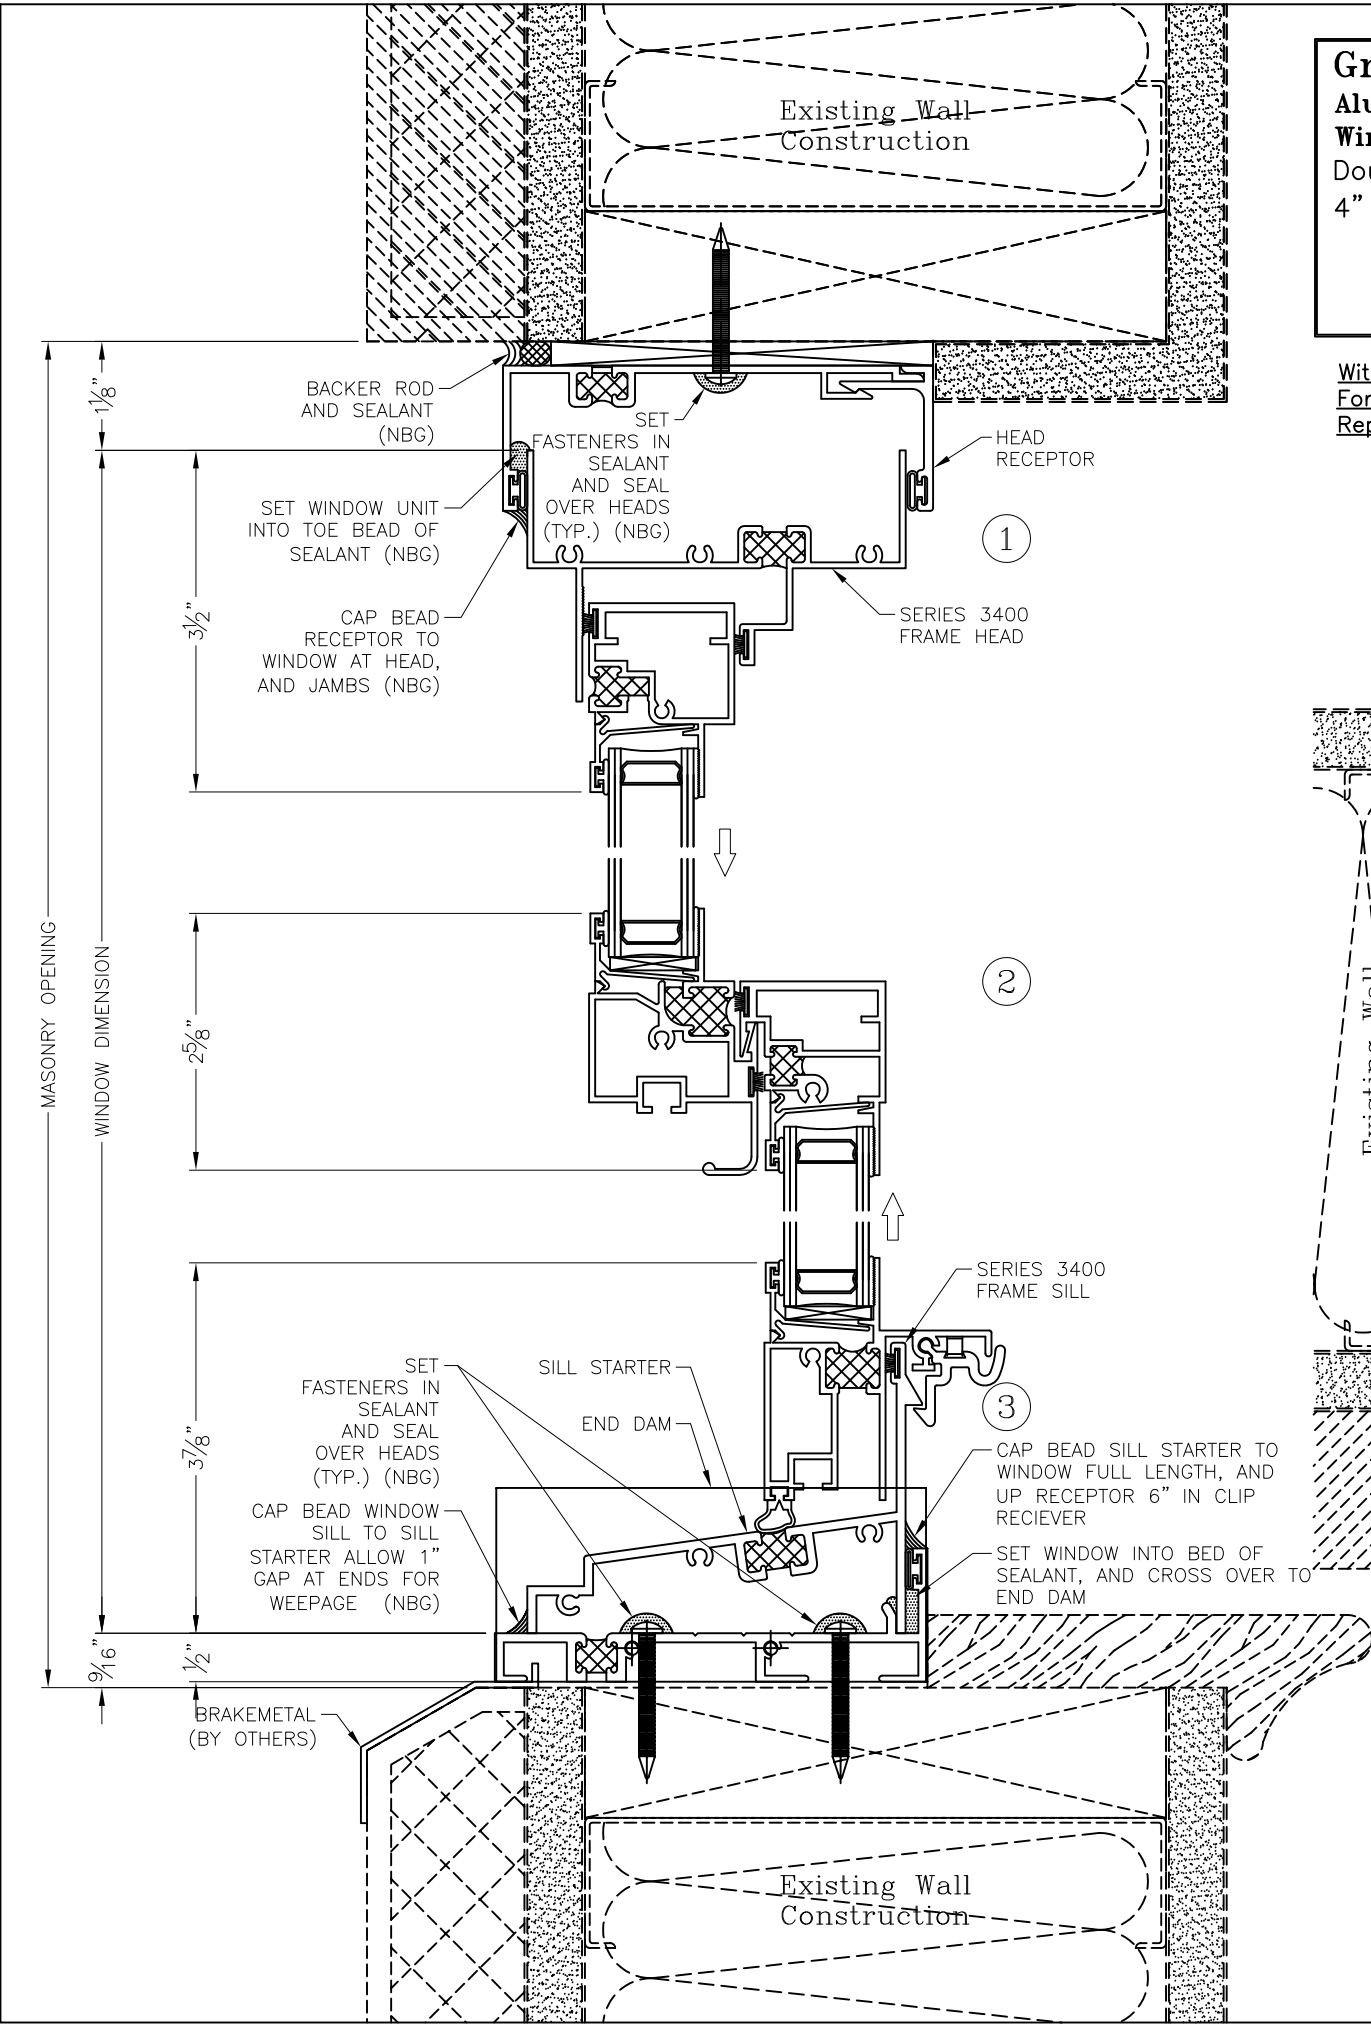 Existing Wall
Construction
BACKER ROD
AND SEALANT
(NBG)
SET
FASTENERS IN
SEALANT
AND SEAL
OVER HEADS
(TYP.) (NBG)
HEAD
RECEPTOR
SET WINDOW UNIT
INTO TOE BEAD OF
SEALANT (NBG)
1
CAP BEAD
RECEPTOR TO
WINDOW AT HEAD,
AND JAMBS (NBG)
SERIES 3400
FRAME HEAD
1⅛"
3½"
MASONRY OPENING
WINDOW DIMENSION
2
2⅝"
SERIES 3400
FRAME SILL
SET
FASTENERS IN
SEALANT
AND SEAL
OVER HEADS
(TYP.) (NBG)
SILL STARTER
END DAM
3
3⅞"
CAP BEAD SILL STARTER TO
WINDOW FULL LENGTH, AND
UP RECEPTOR 6" IN CLIP
RECIEVER
CAP BEAD WINDOW
SILL TO SILL
STARTER ALLOW 1"
GAP AT ENDS FOR
WEEPAGE (NBG)
SET WINDOW INTO BED OF
SEALANT, AND CROSS OVER TO
END DAM
9/16"
½"
BRAKEMETAL
(BY OTHERS)
Existing Wall
Construction
4"